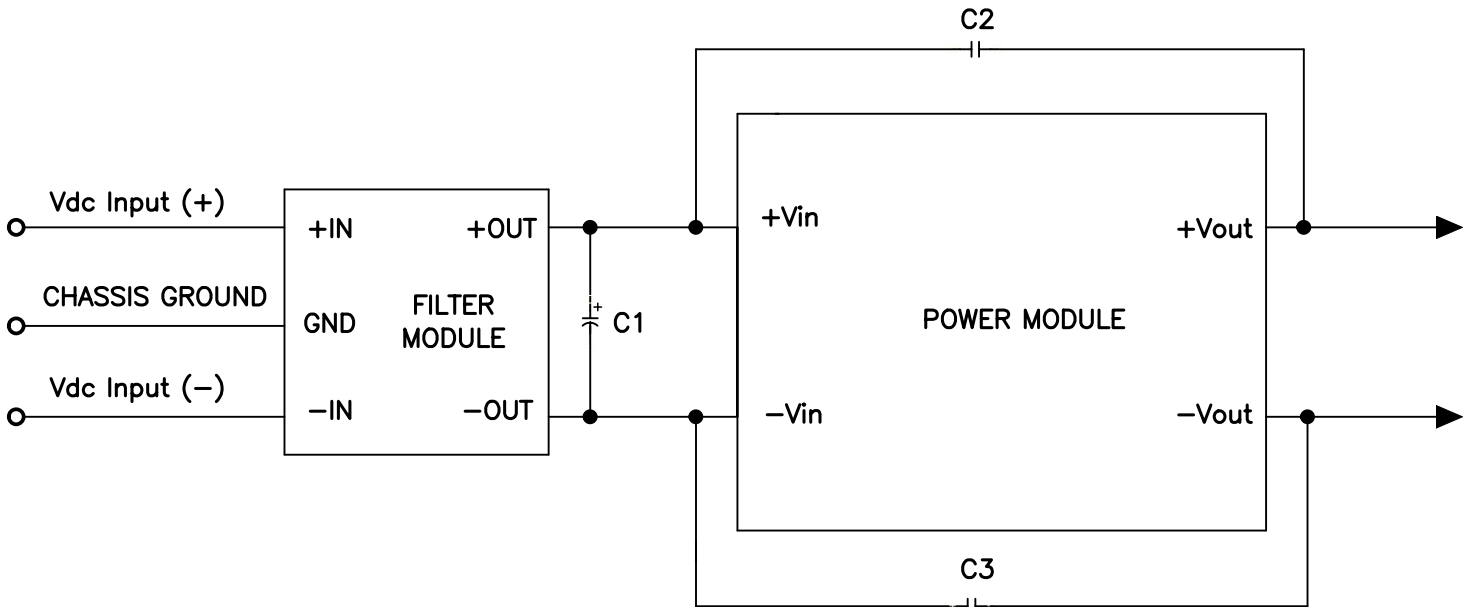 C2
Vdc Input (+)
+IN
+OUT
+Vin
+Vout
CHASSIS GROUND
GND
FILTER
MODULE
+
C1
POWER MODULE
Vdc Input (−)
−IN
−OUT
−Vin
−Vout
C3